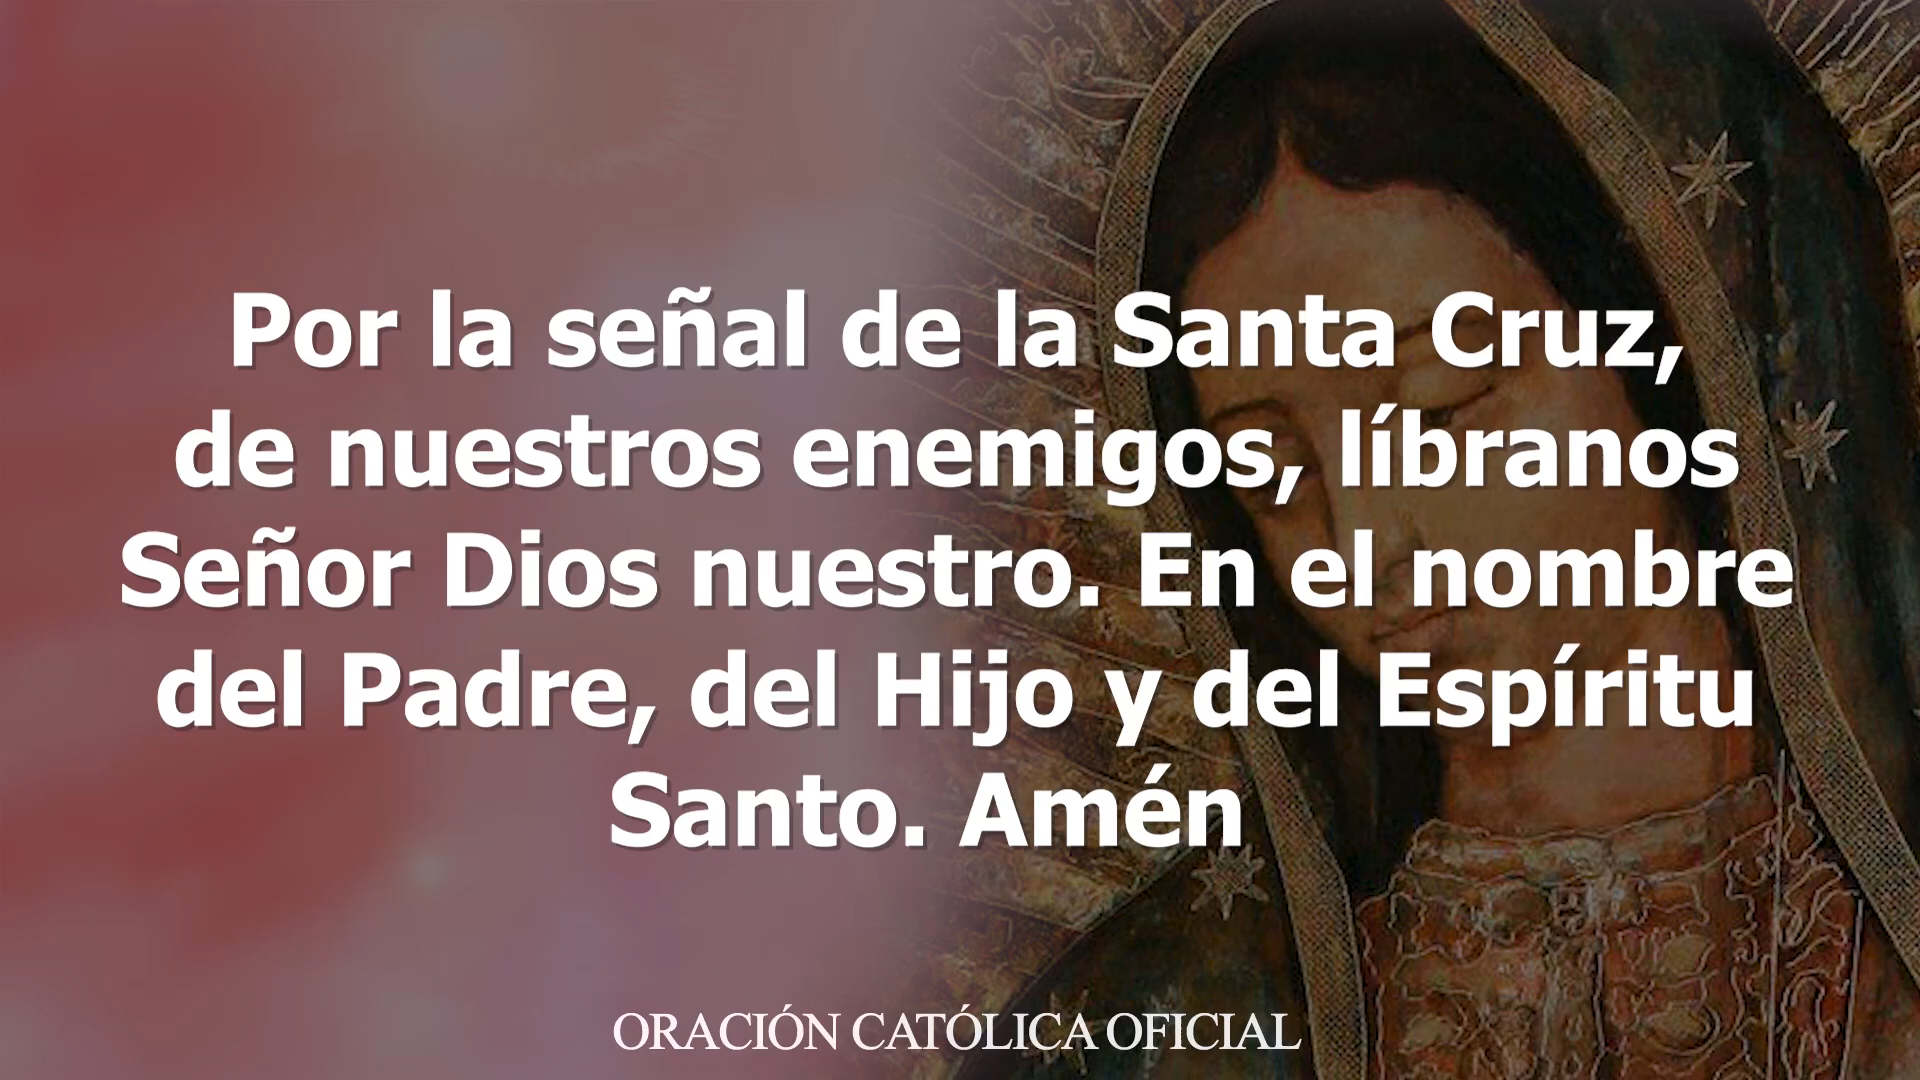 Por la señal de la Santa Cruz,
de nuestros enemigos, líbranos
Señor Dios nuestro. En el nombre
del Padre, del Hijo y del Espíritu
Santo. Amén
ORACIÓN CATÓLICA OFICIAL